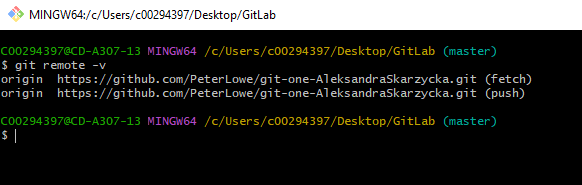 MINGW64:/c/Users/c00294397/Desktop/GitLab
C00294397@CD-A307-13 MINGW64 /c/Users/c00294397/Desktop/GitLab (master)
$ git remote -v
origin  https://github.com/PeterLowe/git-one-AleksandraSkarzycka.git (fetch)
origin  https://github.com/PeterLowe/git-one-AleksandraSkarzycka.git (push)
C00294397@CD-A307-13 MINGW64 /c/Users/c00294397/Desktop/GitLab (master)
$